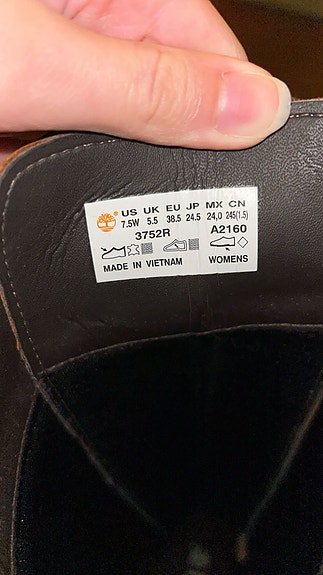 ® US UK EU JP MX CN
7.5W 5.5 38.5 24.5 24,0 245(1.5)
3752R A2160
MADE IN VIETNAM WOMENS